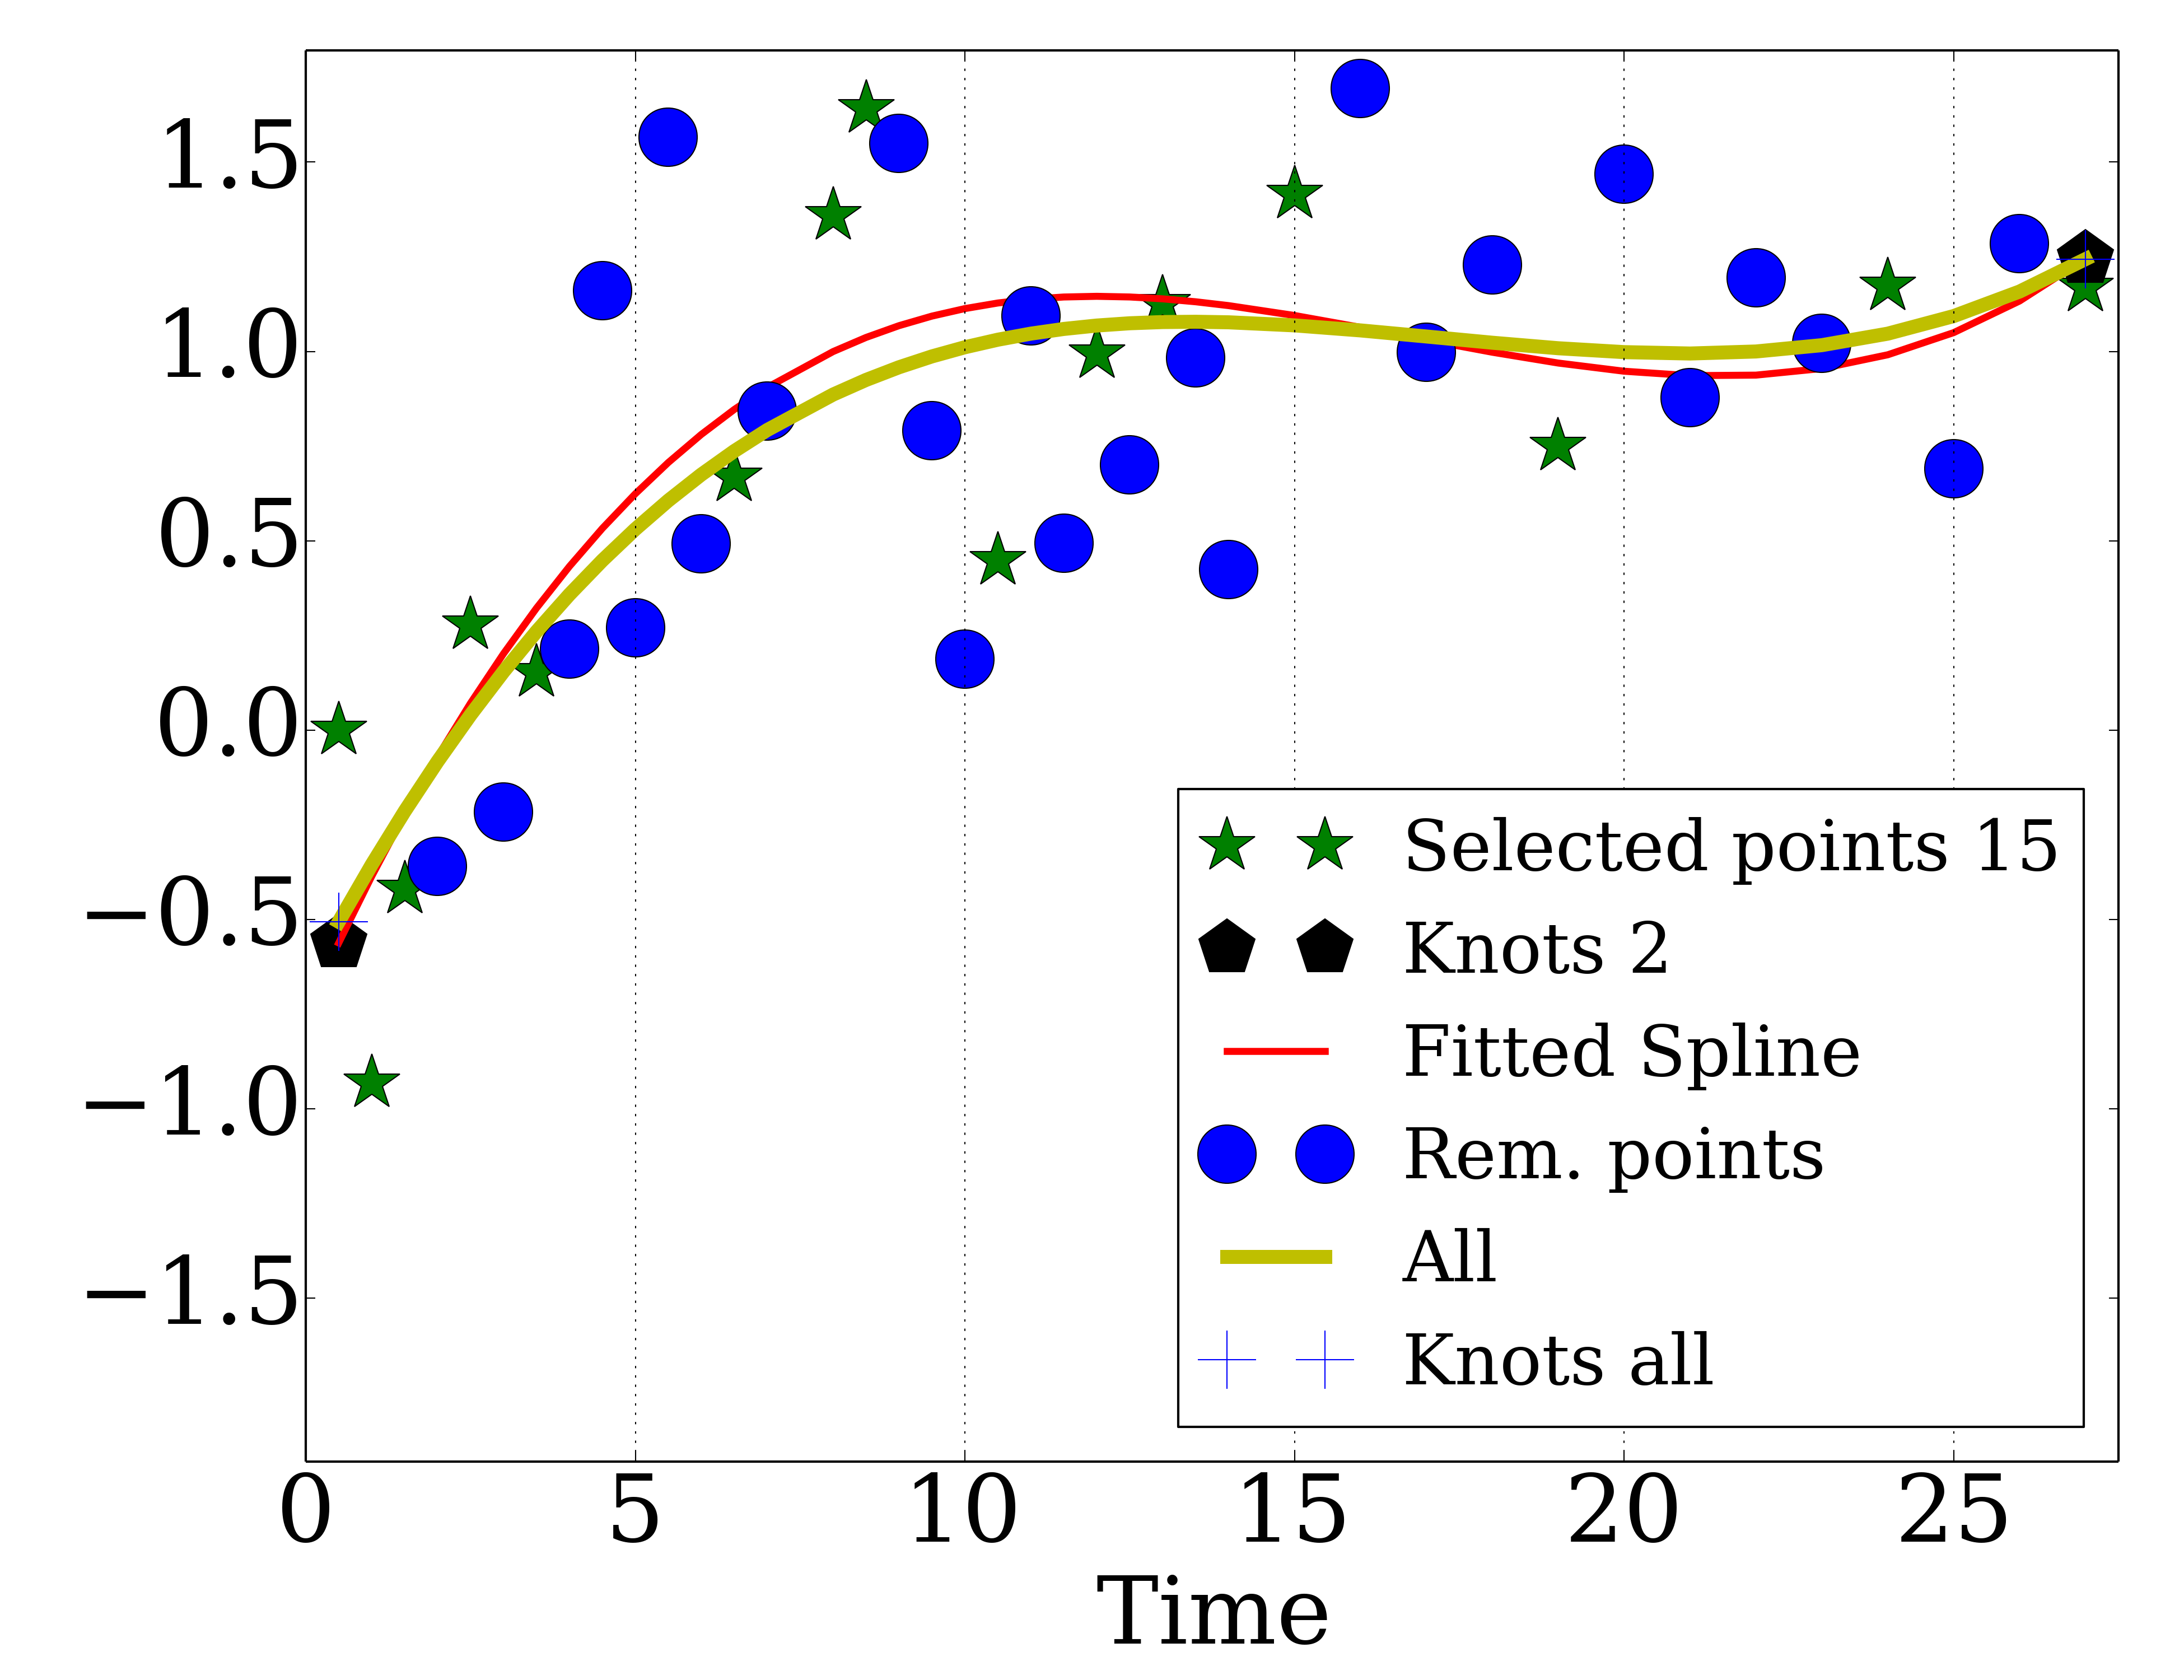 1.5
1.0
0.5
0.0
−0.5
−1.0
−1.5
Selected points 15
Knots 2
Fitted Spline
Rem. points
All
Knots all
0 5 10 15 20 25
Time